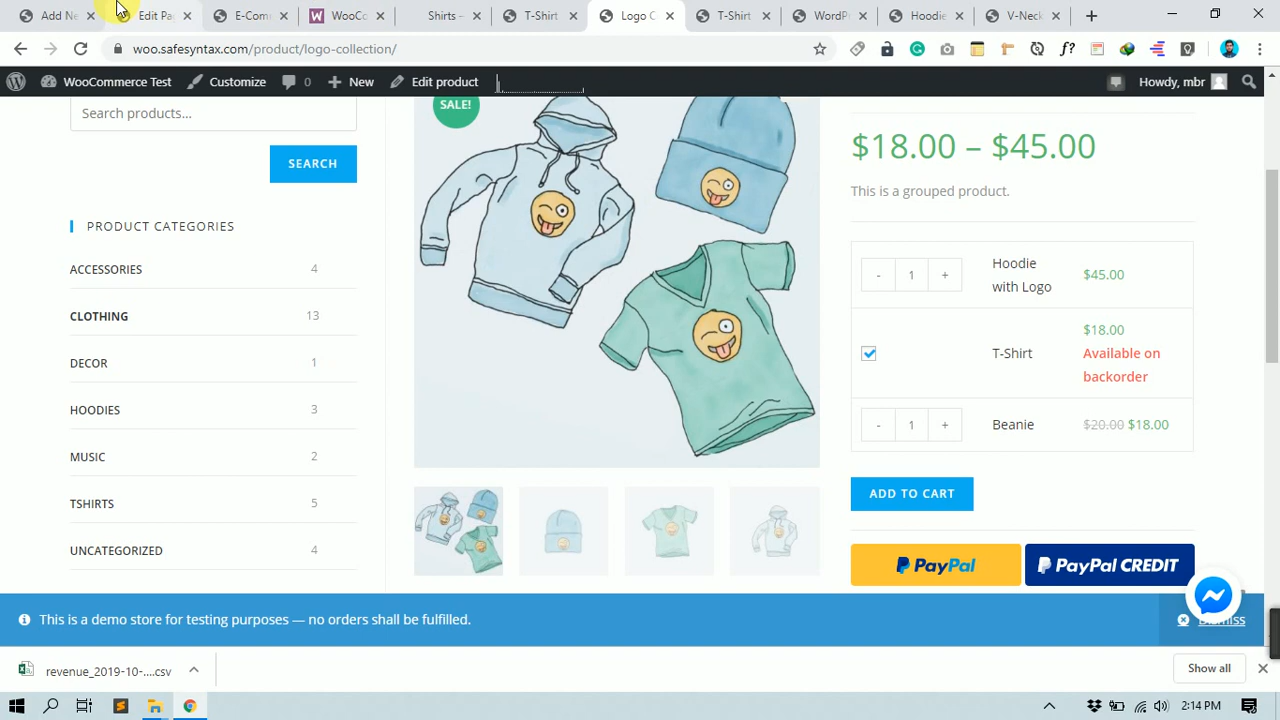 Add Ne
Edit Pa
E-Com
WooCo
Shirts –
T-Shirt
Logo C
T-Shirt
WordP
Hoodie
V-Neck
woo.safesyntax.com/product/logo-collection/
WooCommerce Test
Customize
0
New
Edit product
Howdy, mbr
Search products...
SEARCH
PRODUCT CATEGORIES
ACCESSORIES 4
CLOTHING 13
DECOR 1
HOODIES 3
MUSIC 2
TSHIRTS 5
UNCATEGORIZED 4
SALE!
$18.00 – $45.00
This is a grouped product.
- 1 + Hoodie with Logo $45.00
T-Shirt $18.00
Available on
backorder
- 1 + Beanie $20.00 $18.00
ADD TO CART
PayPal
PayPal CREDIT
This is a demo store for testing purposes — no orders shall be fulfilled.
Dismiss
revenue_2019-10-....csv
Show all
2:14 PM